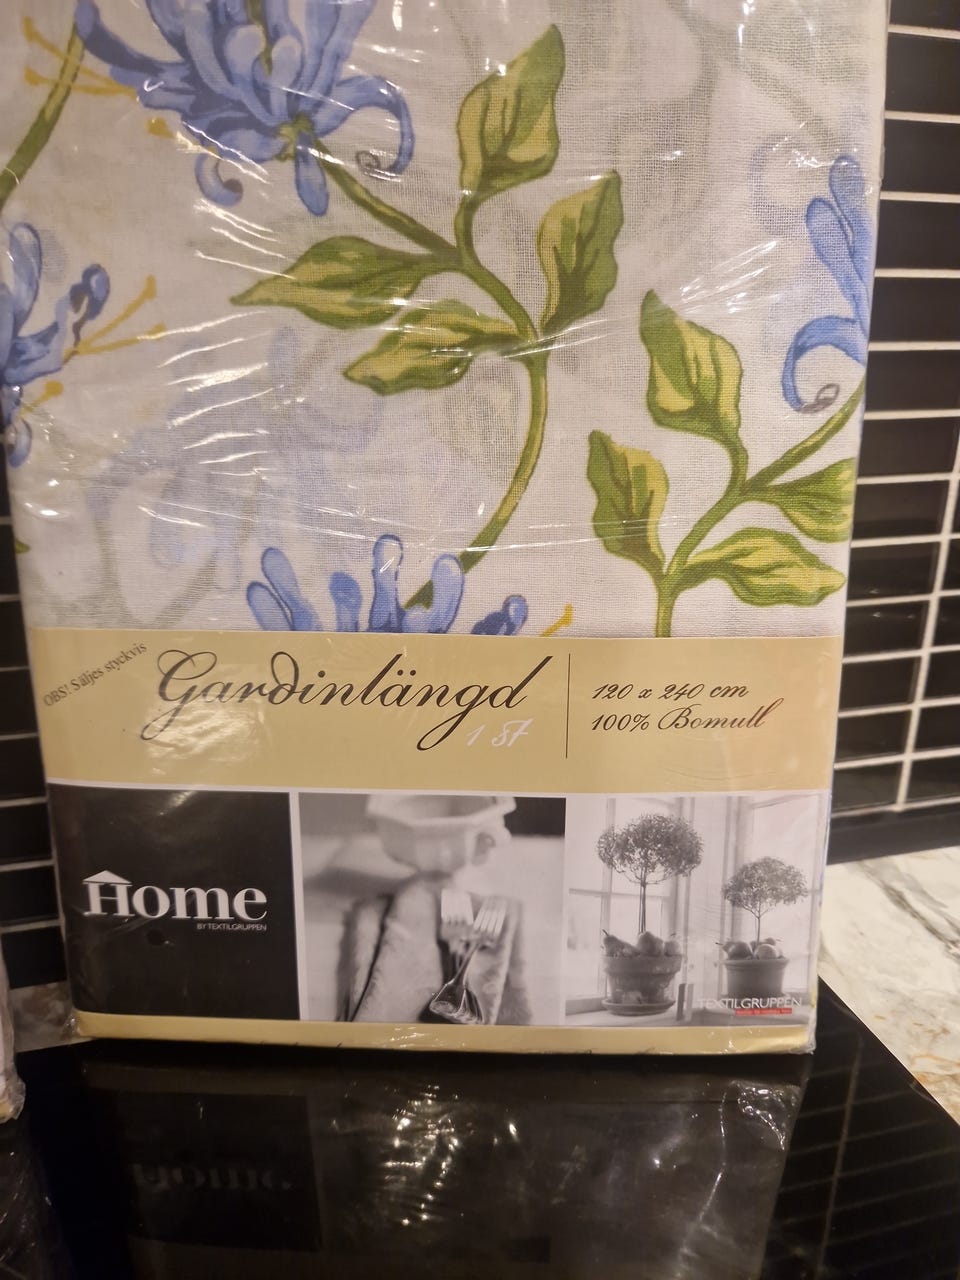 OBS! Säljes styckvis
Gardinlängd
1 st
120 x 240 cm
100% Bomull
Home
BY TEXTILGRUPPEN
TEXTILGRUPPEN